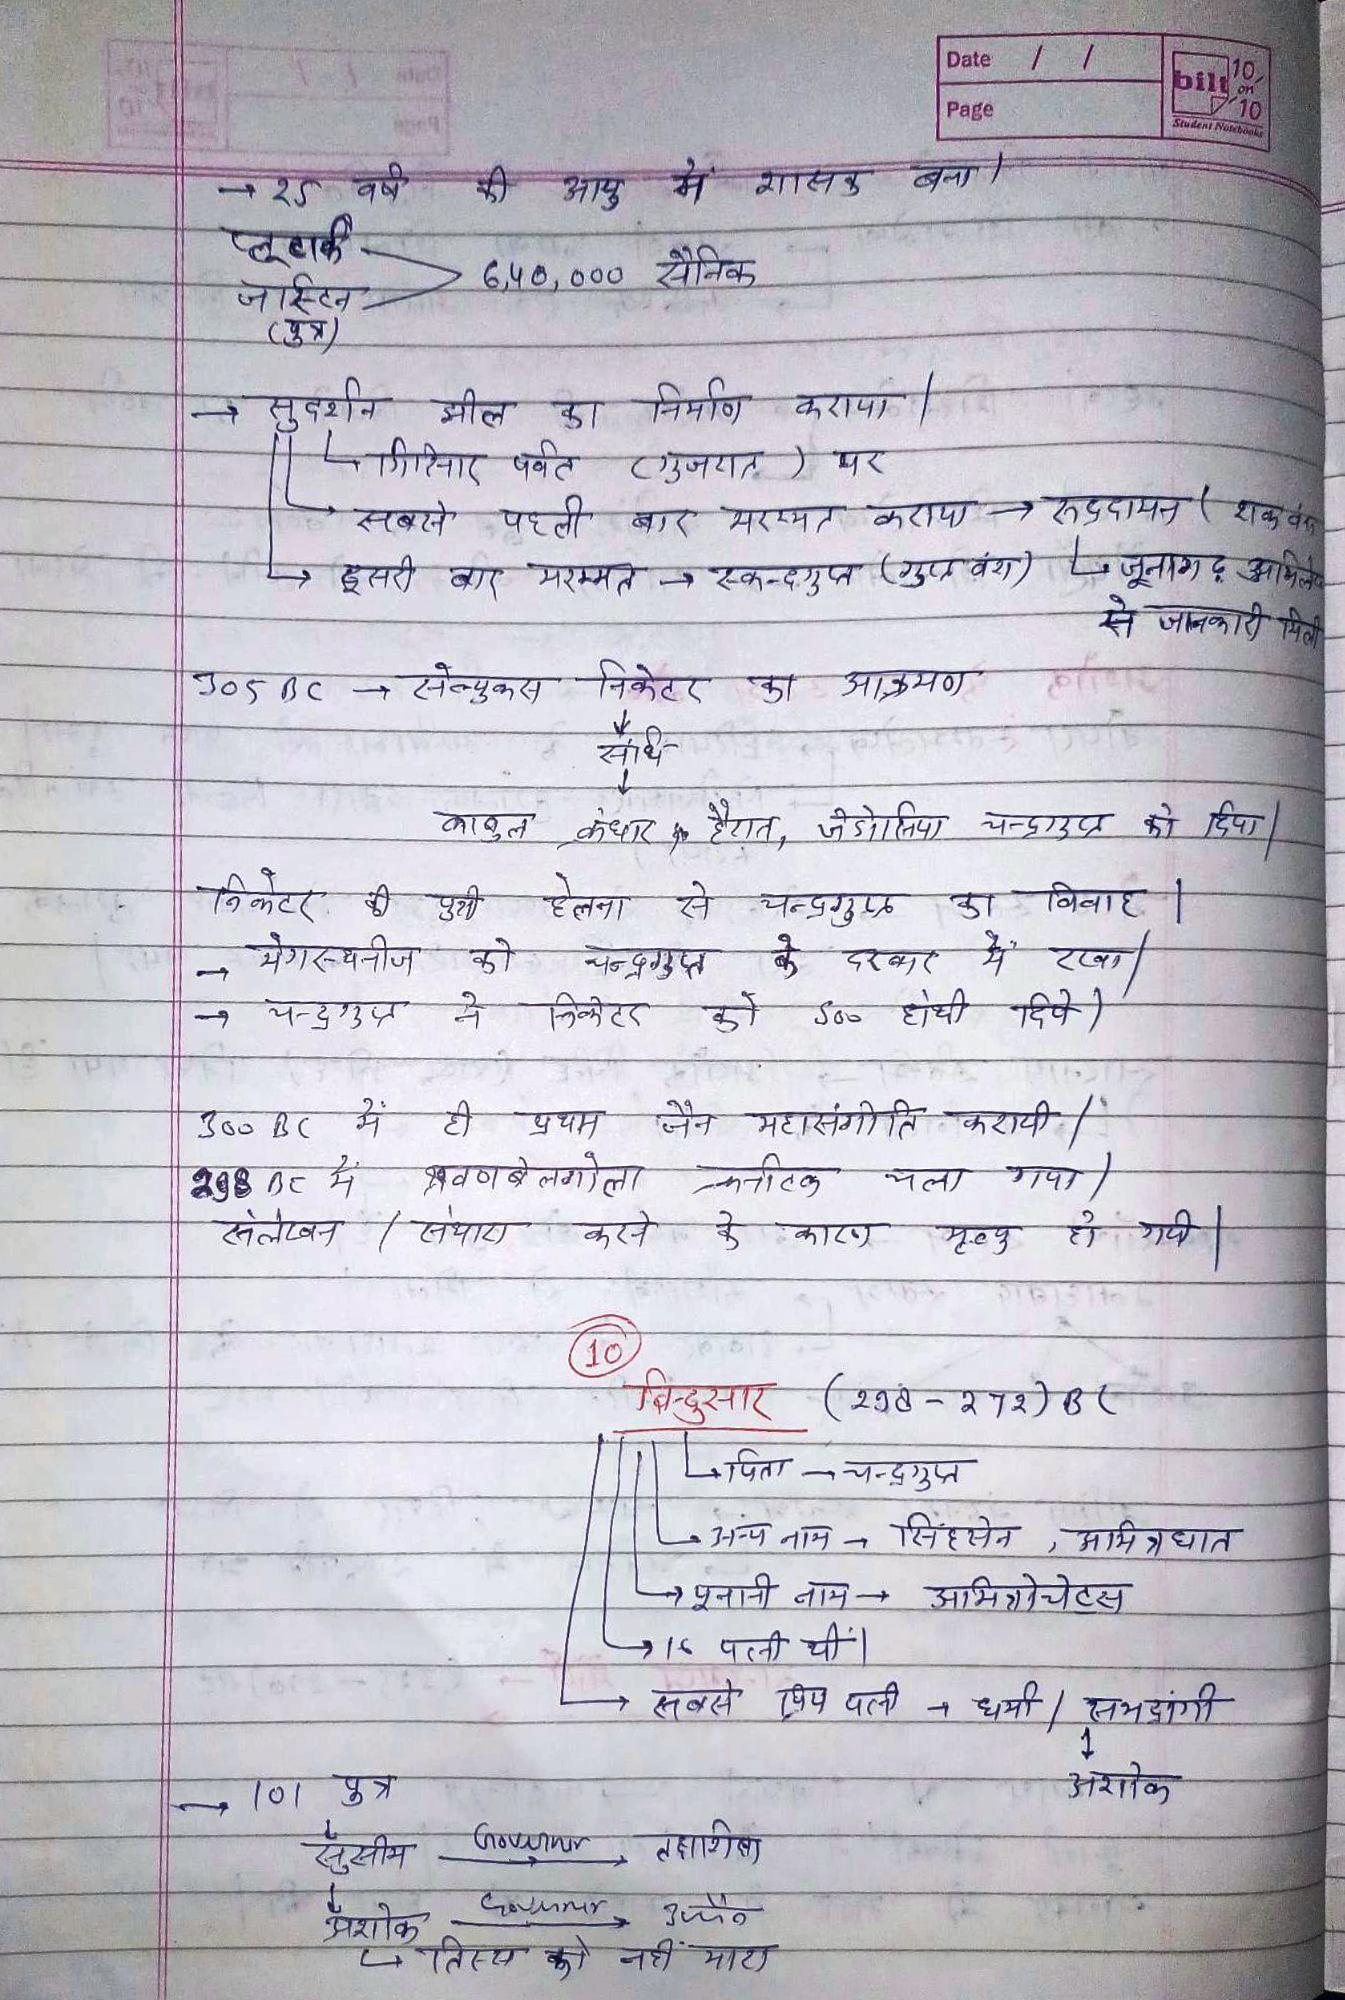 Date / /
Page
bilt 10 on 10
Student Notebooks
→ 25 वर्ष की आयु में शासक बना।
प्लूटार्क
जस्टिन
(पुत्र)
6,40,000 सैनिक
→ सुदर्शन झील का निर्माण कराया।
गिरिनार पर्वत (गुजरात) पर
सबसे पहली बार मरम्मत कराया → रुद्रदामन (शक वंश
→ दूसरी बार मरम्मत → स्कन्दगुप्त (गुप्त वंश) ↳ जूनागढ़ अभिलेख
से जानकारी मिली
305 BC → सेल्युकस निकेटर का आक्रमण
↓
संधि
↓
काबुल कंधार, हैरात, जेडोसिया चन्द्रगुप्त को दिया।
निकेटर की पुत्री हेलना से चन्द्रगुप्त का विवाह।
→ मेगस्थनीज को चन्द्रगुप्त के दरबार में रखा।
→ चन्द्रगुप्त ने निकेटर को 500 हांथी दिये।
300 BC में ही प्रथम जैन महासंगीति करायी।
298 BC में श्रवणबेलगोला कर्नाटक चला गया।
संलेखन / संथारा करने के कारण मृत्यु हो गयी।
10
बिन्दुसार (298 - 272) BC
↳ पिता → चन्द्रगुप्त
→ अन्य नाम → सिंहसेन, अमित्रघात
→ यूनानी नाम → अमित्रोचेट्स
→ 16 पत्नी थीं।
→ सबसे प्रिय पत्नी → धर्मा / सुभद्रांगी
↓
अशोक
→ 101 पुत्र
↓
सुसीम Governor → तक्षशिला
↓
अशोक Governor → उज्जैन
↳ तिस्य को नहीं मारा